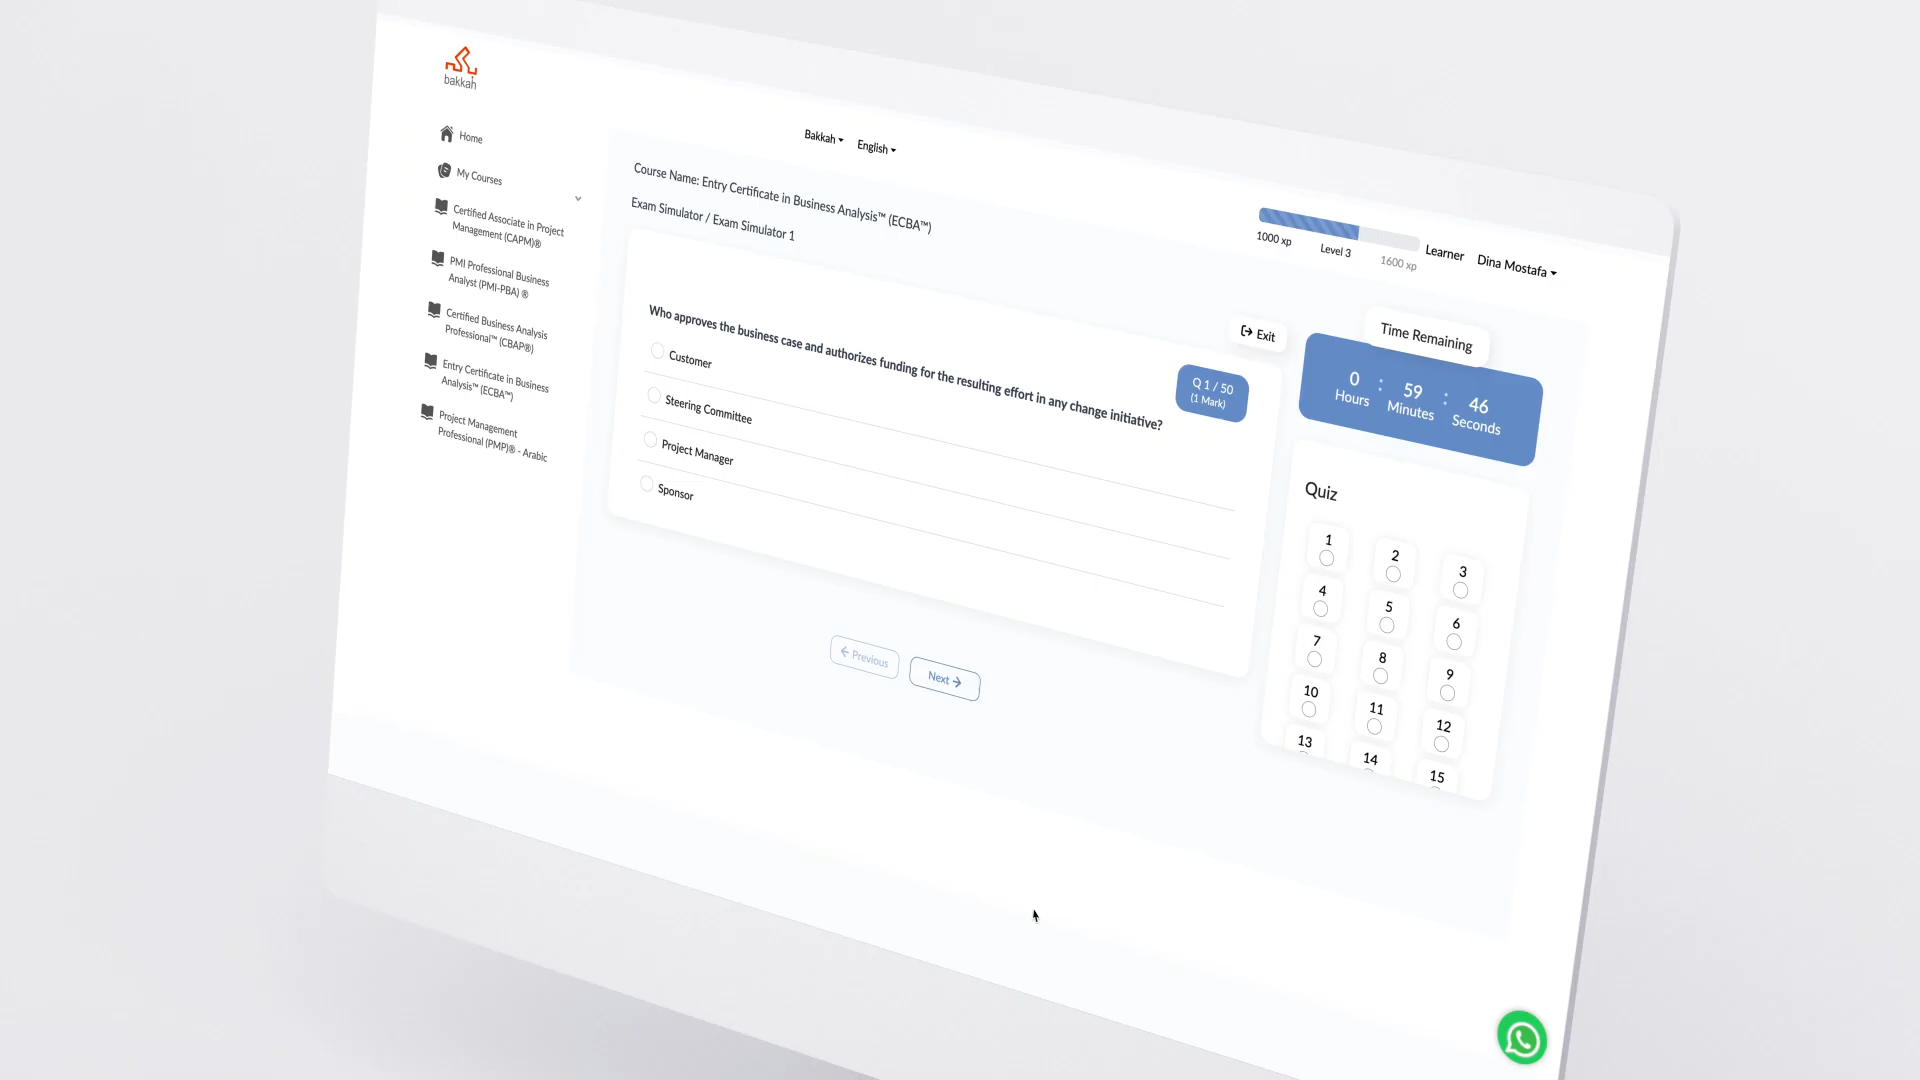 bakkah
Home
My Courses
Certified Associate in Project
Management (CAPM)®
PMI Professional Business
Analyst (PMI-PBA) ®
Certified Business Analysis
Professional™ (CBAP®)
Entry Certificate in Business
Analysis™ (ECBA™)
Project Management
Professional (PMP)® - Arabic
Bakkah
English
1000 xp
Level 3
1600 xp
Learner
Dina Mostafa
Course Name: Entry Certificate in Business Analysis™ (ECBA™)
Exam Simulator / Exam Simulator 1
Exit
Q 1 / 50
(1 Mark)
Who approves the business case and authorizes funding for the resulting effort in any change initiative?
Customer
Steering Committee
Project Manager
Sponsor
Previous
Next
Time Remaining
0 : 59 : 46
Hours Minutes Seconds
Quiz
1 2 3
4 5 6
7 8 9
10 11 12
13 14 15